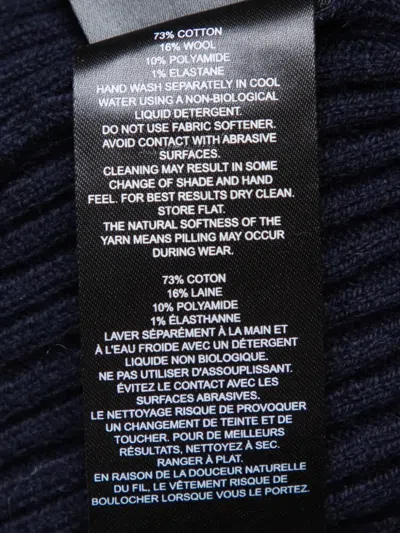 73% COTTON
16% WOOL
10% POLYAMIDE
1% ELASTANE
HAND WASH SEPARATELY IN COOL
WATER USING A NON-BIOLOGICAL
LIQUID DETERGENT.
DO NOT USE FABRIC SOFTENER.
AVOID CONTACT WITH ABRASIVE
SURFACES.
CLEANING MAY RESULT IN SOME
CHANGE OF SHADE AND HAND
FEEL. FOR BEST RESULTS DRY CLEAN.
STORE FLAT.
THE NATURAL SOFTNESS OF THE
YARN MEANS PILLING MAY OCCUR
DURING WEAR.
73% COTON
16% LAINE
10% POLYAMIDE
1% ÉLASTHANNE
LAVER SÉPARÉMENT À LA MAIN ET
À L'EAU FROIDE AVEC UN DÉTERGENT
LIQUIDE NON BIOLOGIQUE.
NE PAS UTILISER D'ASSOUPLISSANT.
ÉVITEZ LE CONTACT AVEC LES
SURFACES ABRASIVES.
LE NETTOYAGE RISQUE DE PROVOQUER
UN CHANGEMENT DE TEINTE ET DE
TOUCHER. POUR DE MEILLEURS
RÉSULTATS, NETTOYEZ À SEC.
RANGER À PLAT.
EN RAISON DE LA DOUCEUR NATURELLE
DU FIL, LE VÊTEMENT RISQUE DE
BOULOCHER LORSQUE VOUS LE PORTEZ.